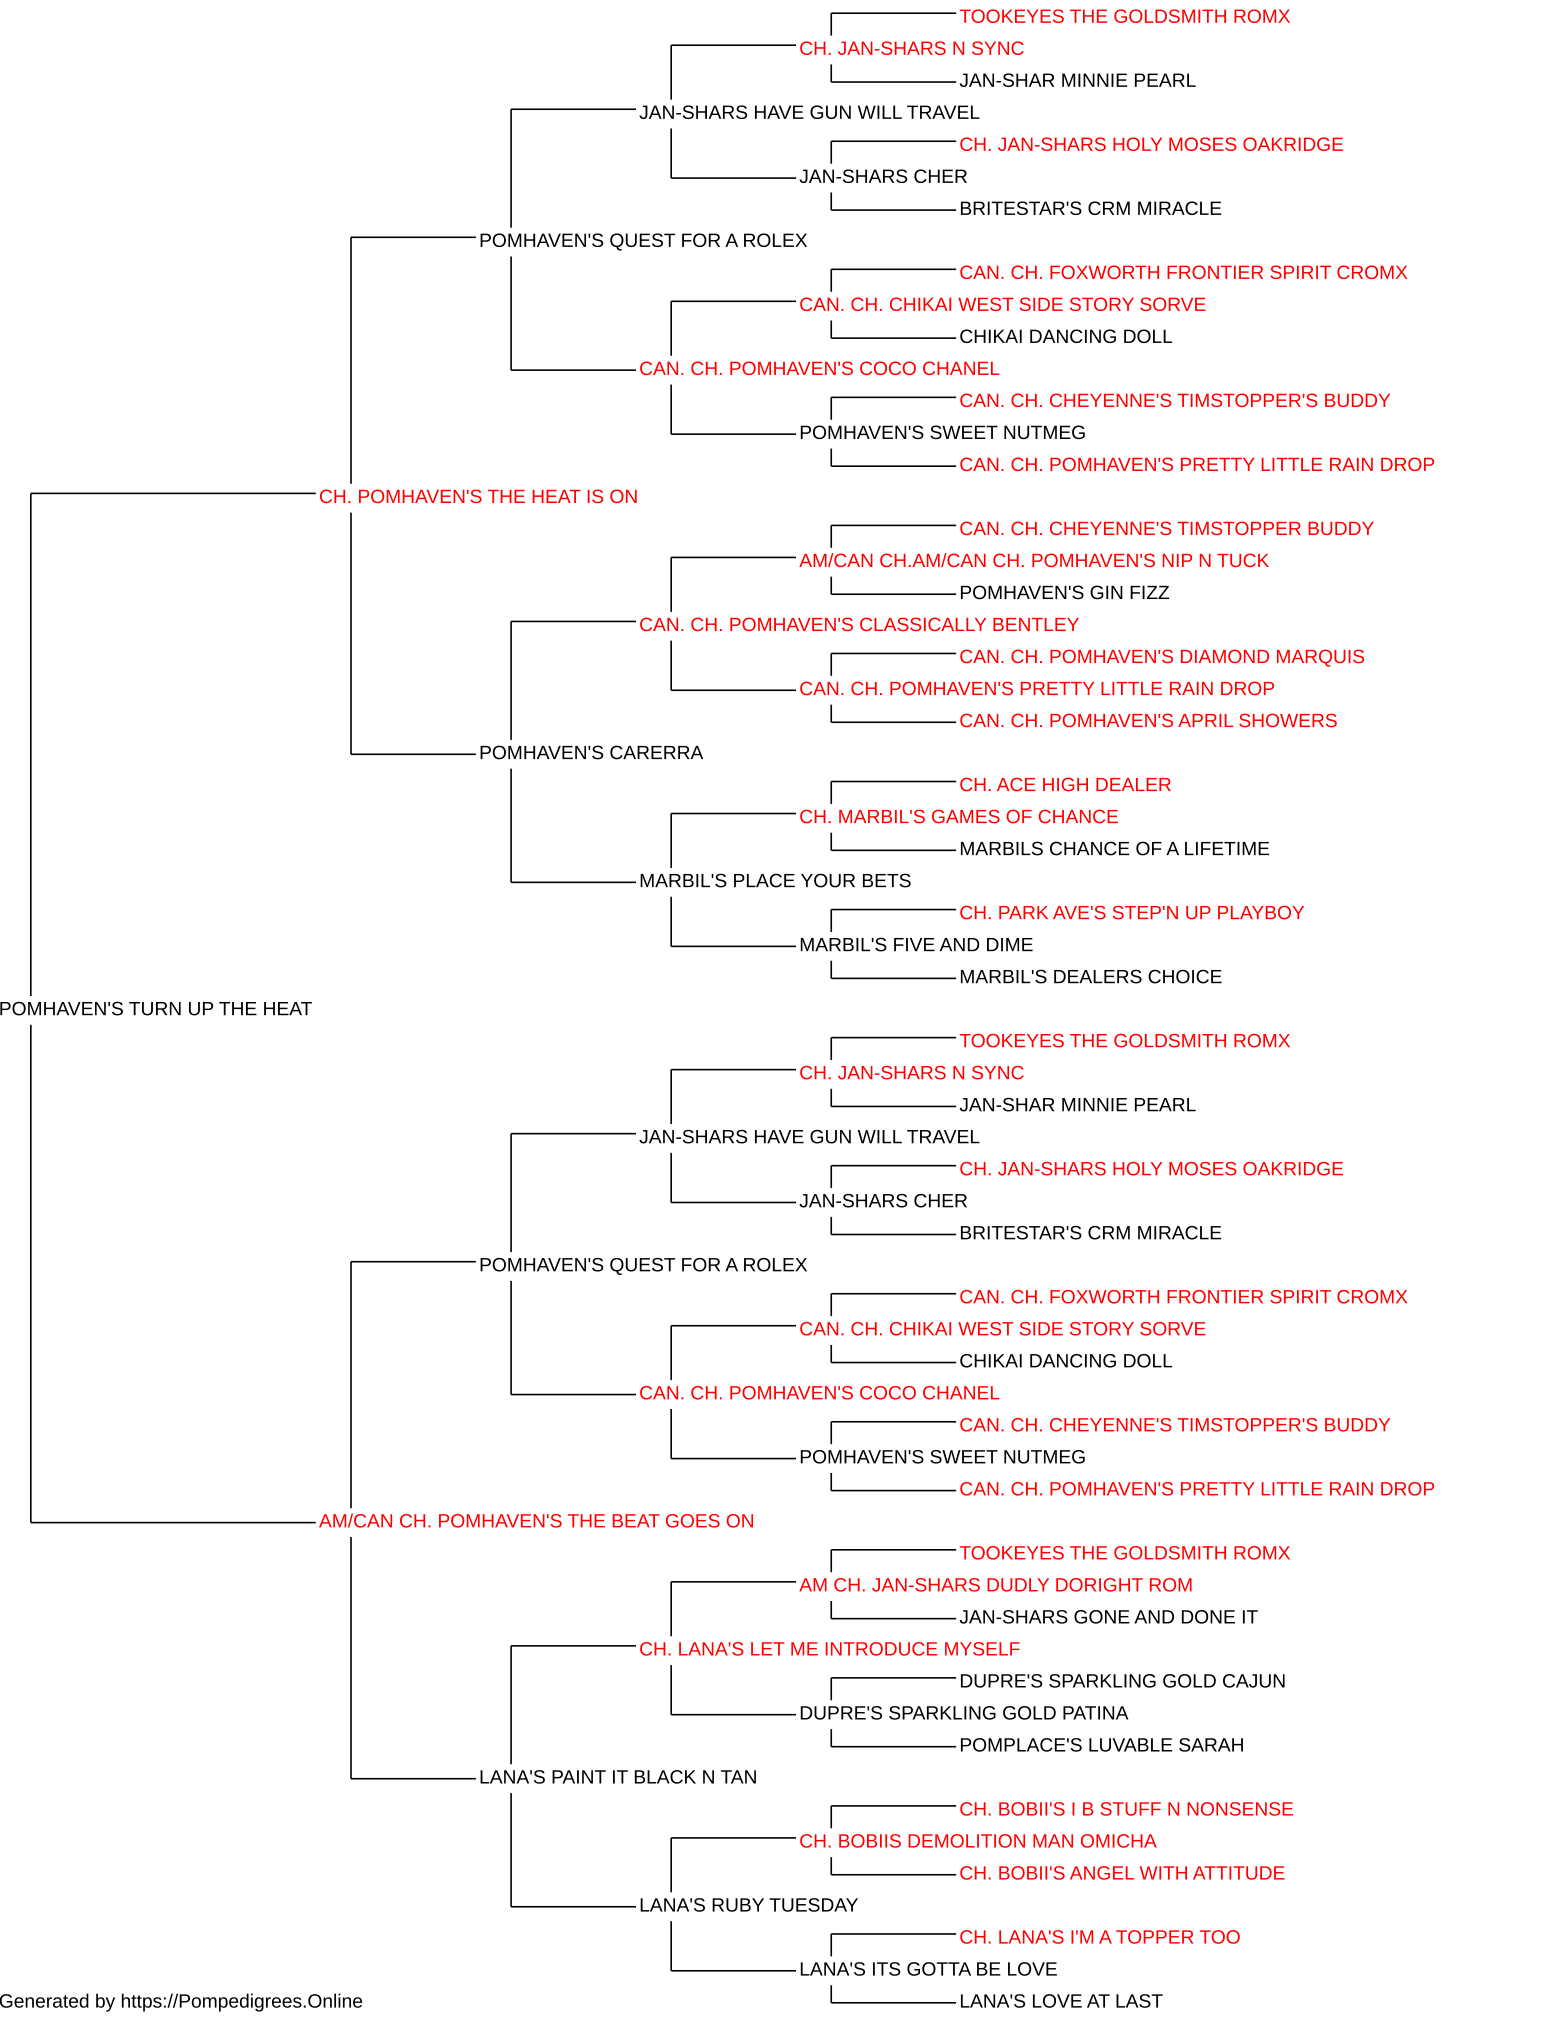 TOOKEYES THE GOLDSMITH ROMX
CH. JAN-SHARS N SYNC
JAN-SHAR MINNIE PEARL
JAN-SHARS HAVE GUN WILL TRAVEL
CH. JAN-SHARS HOLY MOSES OAKRIDGE
JAN-SHARS CHER
BRITESTAR'S CRM MIRACLE
POMHAVEN'S QUEST FOR A ROLEX
CAN. CH. FOXWORTH FRONTIER SPIRIT CROMX
CAN. CH. CHIKAI WEST SIDE STORY SORVE
CHIKAI DANCING DOLL
CAN. CH. POMHAVEN'S COCO CHANEL
CAN. CH. CHEYENNE'S TIMSTOPPER'S BUDDY
POMHAVEN'S SWEET NUTMEG
CAN. CH. POMHAVEN'S PRETTY LITTLE RAIN DROP
CH. POMHAVEN'S THE HEAT IS ON
CAN. CH. CHEYENNE'S TIMSTOPPER BUDDY
AM/CAN CH.AM/CAN CH. POMHAVEN'S NIP N TUCK
POMHAVEN'S GIN FIZZ
CAN. CH. POMHAVEN'S CLASSICALLY BENTLEY
CAN. CH. POMHAVEN'S DIAMOND MARQUIS
CAN. CH. POMHAVEN'S PRETTY LITTLE RAIN DROP
CAN. CH. POMHAVEN'S APRIL SHOWERS
POMHAVEN'S CARERRA
CH. ACE HIGH DEALER
CH. MARBIL'S GAMES OF CHANCE
MARBILS CHANCE OF A LIFETIME
MARBIL'S PLACE YOUR BETS
CH. PARK AVE'S STEP'N UP PLAYBOY
MARBIL'S FIVE AND DIME
MARBIL'S DEALERS CHOICE
POMHAVEN'S TURN UP THE HEAT
TOOKEYES THE GOLDSMITH ROMX
CH. JAN-SHARS N SYNC
JAN-SHAR MINNIE PEARL
JAN-SHARS HAVE GUN WILL TRAVEL
CH. JAN-SHARS HOLY MOSES OAKRIDGE
JAN-SHARS CHER
BRITESTAR'S CRM MIRACLE
POMHAVEN'S QUEST FOR A ROLEX
CAN. CH. FOXWORTH FRONTIER SPIRIT CROMX
CAN. CH. CHIKAI WEST SIDE STORY SORVE
CHIKAI DANCING DOLL
CAN. CH. POMHAVEN'S COCO CHANEL
CAN. CH. CHEYENNE'S TIMSTOPPER'S BUDDY
POMHAVEN'S SWEET NUTMEG
CAN. CH. POMHAVEN'S PRETTY LITTLE RAIN DROP
AM/CAN CH. POMHAVEN'S THE BEAT GOES ON
TOOKEYES THE GOLDSMITH ROMX
AM CH. JAN-SHARS DUDLY DORIGHT ROM
JAN-SHARS GONE AND DONE IT
CH. LANA'S LET ME INTRODUCE MYSELF
DUPRE'S SPARKLING GOLD CAJUN
DUPRE'S SPARKLING GOLD PATINA
POMPLACE'S LUVABLE SARAH
LANA'S PAINT IT BLACK N TAN
CH. BOBII'S I B STUFF N NONSENSE
CH. BOBIIS DEMOLITION MAN OMICHA
CH. BOBII'S ANGEL WITH ATTITUDE
LANA'S RUBY TUESDAY
CH. LANA'S I'M A TOPPER TOO
LANA'S ITS GOTTA BE LOVE
LANA'S LOVE AT LAST
Generated by https://Pompedigrees.Online